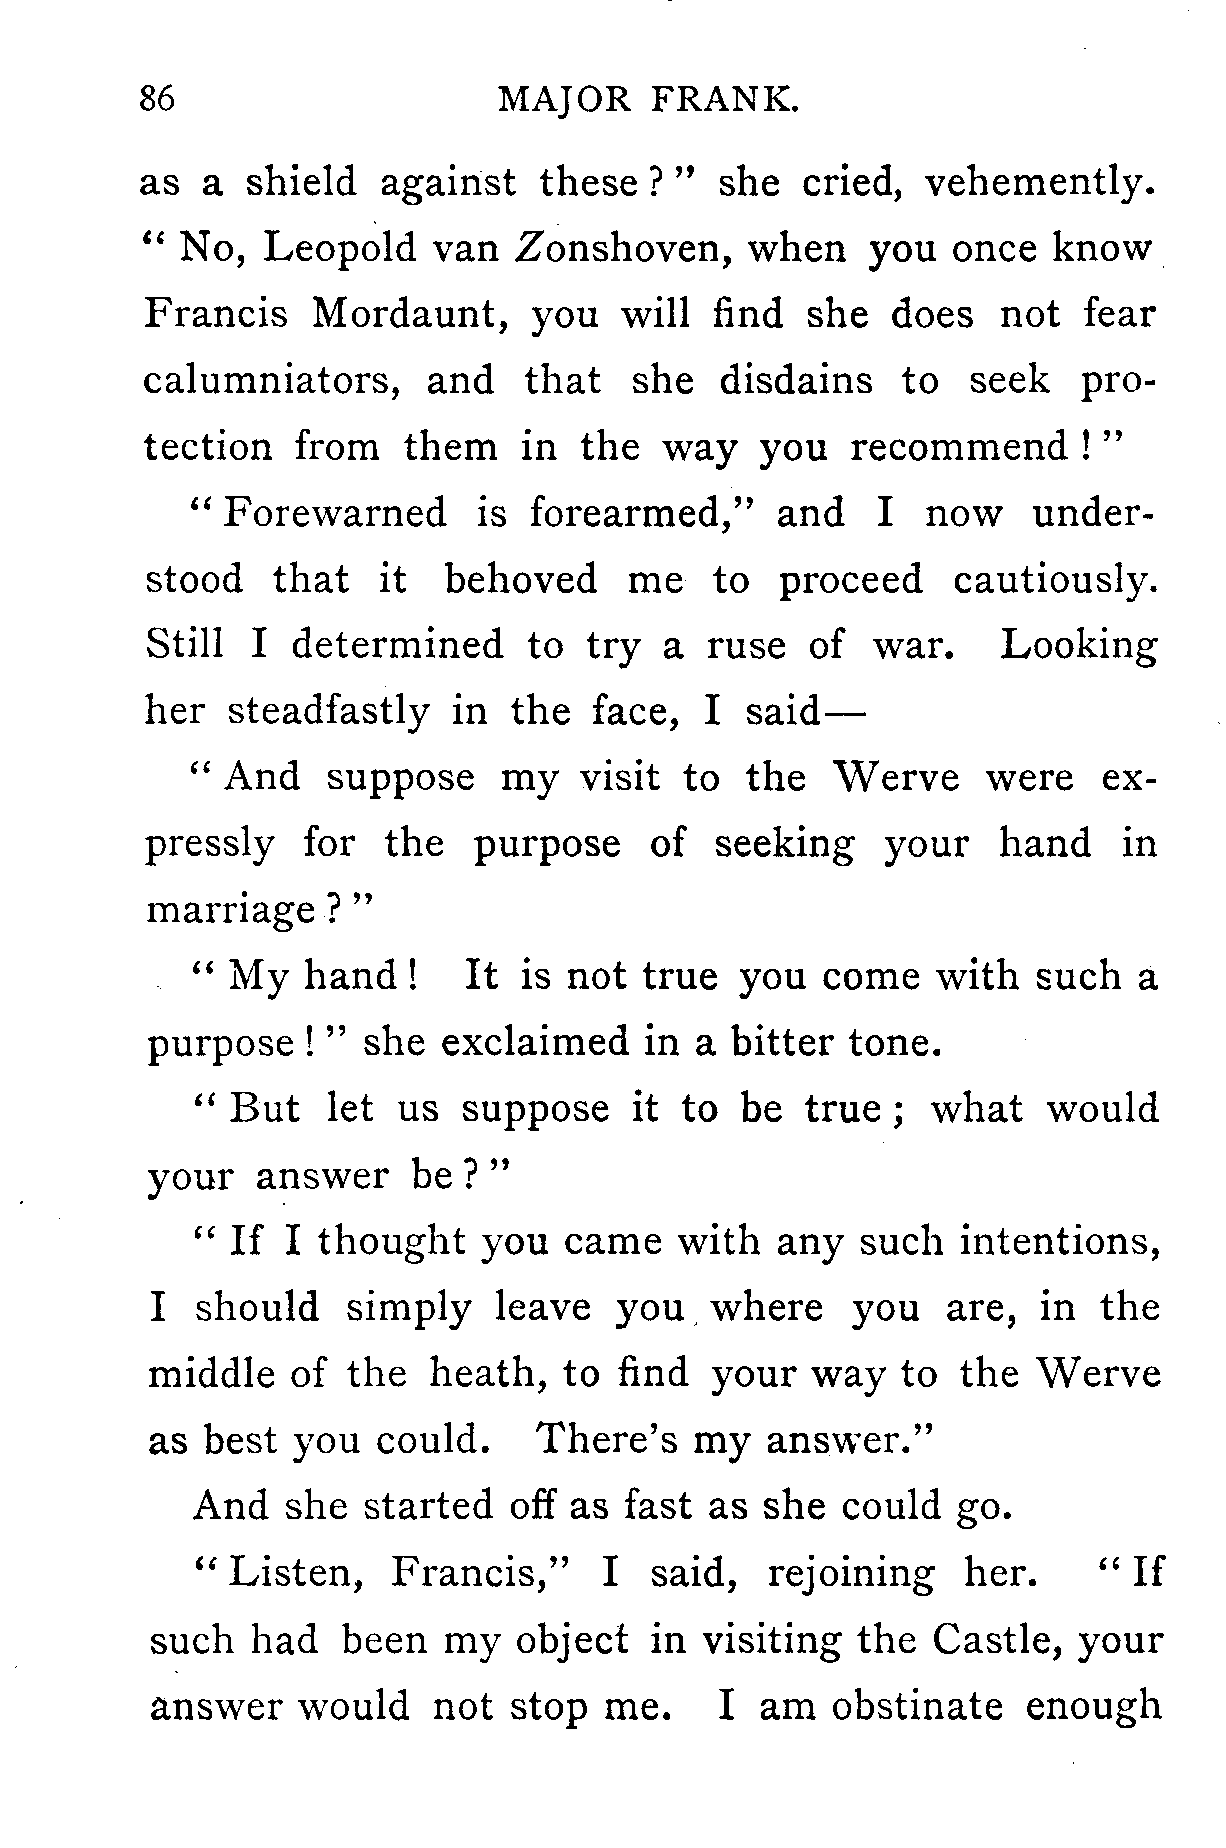 86 MAJOR FRANK.
as a shield against these ? ” she cried, vehemently.
“ No, Leopold van Zonshoven, when you once know
Francis Mordaunt, you will find she does not fear
calumniators, and that she disdains to seek pro-
tection from them in the way you recommend ! ”
“ Forewarned is forearmed,” and I now under-
stood that it behoved me to proceed cautiously.
Still I determined to try a ruse of war. Looking
her steadfastly in the face, I said—
“ And suppose my visit to the Werve were ex-
pressly for the purpose of seeking your hand in
marriage ? ”
“ My hand ! It is not true you come with such a
purpose ! ” she exclaimed in a bitter tone.
“ But let us suppose it to be true ; what would
your answer be ? ”
“ If I thought you came with any such intentions,
I should simply leave you where you are, in the
middle of the heath, to find your way to the Werve
as best you could. There’s my answer.”
And she started off as fast as she could go.
“ Listen, Francis,” I said, rejoining her. “ If
such had been my object in visiting the Castle, your
answer would not stop me. I am obstinate enough